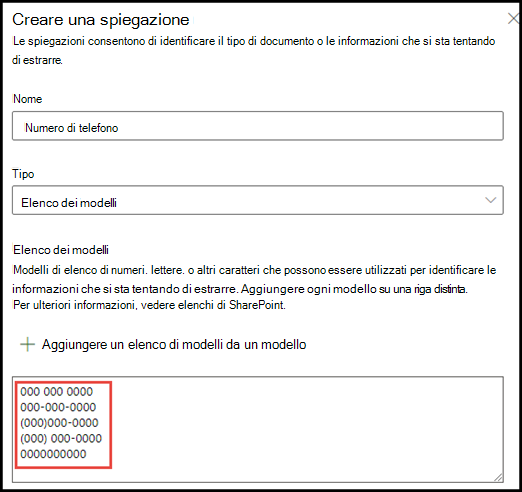 Creare una spiegazione
Le spiegazioni consentono di identificare il tipo di documento o le informazioni che si sta tentando
di estrarre.
Nome
Numero di telefono
Tipo
Elenco dei modelli
Elenco dei modelli
Modelli di elenco di numeri. lettere. o altri caratteri che possono essere utilizzati per identificare le
informazioni che si sta tentando di estrarre. Aggiungere ogni modello su una riga distinta.
Per ulteriori informazioni, vedere elenchi di SharePoint.
Aggiungere un elenco di modelli da un modello
000 000 0000
000-000-0000
(000)000-0000
(000) 000-0000
0000000000